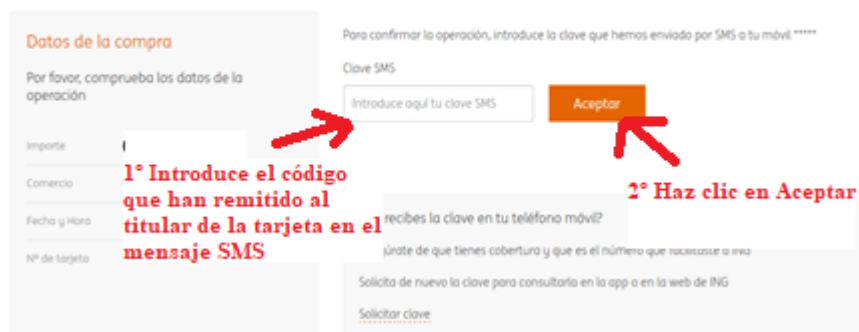 Datos de la compra
Por favor, comprueba los datos de la
operación
Importe
Comercio
Fecha y Hora
Nº de tarjeta
Para confirmar la operación, introduce la clave que hemos enviado por SMS a tu móvil *****
Clave SMS
Introduce aquí tu clave SMS
Aceptar
1º Introduce el código
que han remitido al
titular de la tarjeta en el
mensaje SMS
2º Haz clic en Aceptar
recibes la clave en tu teléfono móvil?
úrate de que tienes cobertura y que es el número que facilitaste a ING
Solicita de nuevo la clave para consultarla en la app o en la web de ING
Solicitar clave